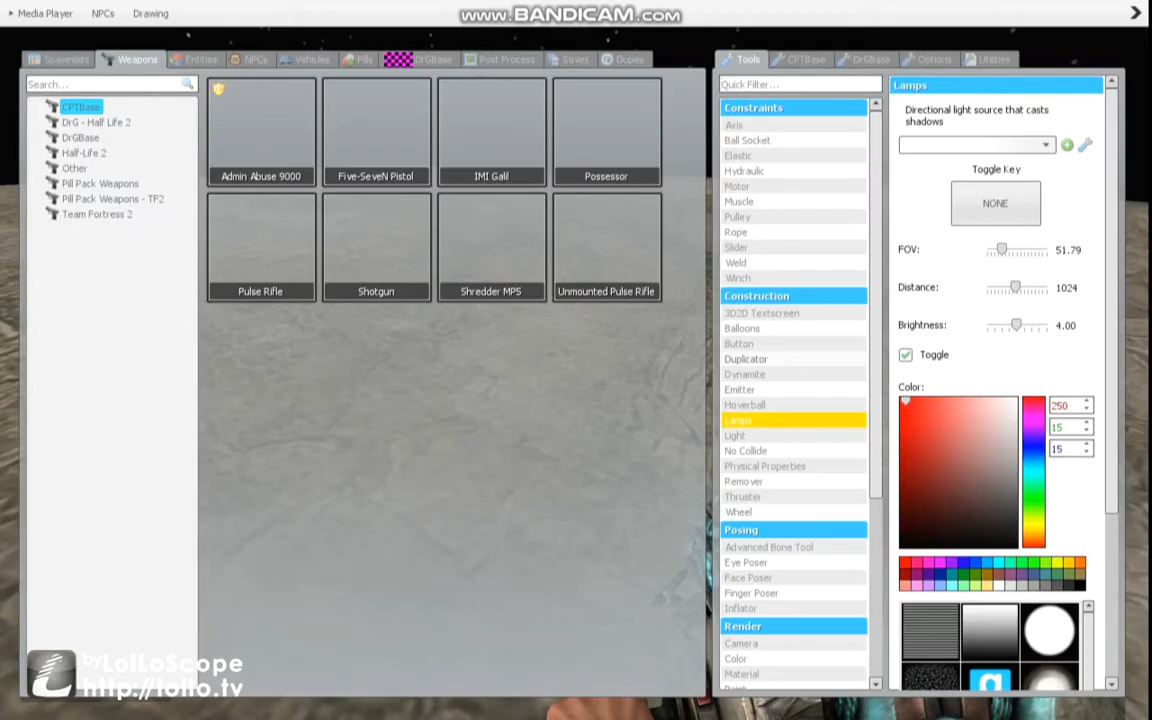 Media Player NPCs Drawing
www.BANDICAM.com
Spawnlists Weapons Entities NPCs Vehicles Pills DrGBase Post Process Saves Dupes
Search...
CPTBase
DrG - Half Life 2
DrGBase
Half-Life 2
Other
Pill Pack Weapons
Pill Pack Weapons - TF2
Team Fortress 2
Admin Abuse 9000
Five-SeveN Pistol
IMI Galil
Possessor
Pulse Rifle
Shotgun
Shredder MP5
Unmounted Pulse Rifle
Tools CPTBase DrGBase Options Utilities
Quick Filter...
Constraints
Axis
Ball Socket
Elastic
Hydraulic
Motor
Muscle
Pulley
Rope
Slider
Weld
Winch
Construction
3D2D Textscreen
Balloons
Button
Duplicator
Dynamite
Emitter
Hoverball
Lamps
Light
No Collide
Physical Properties
Remover
Thruster
Wheel
Posing
Advanced Bone Tool
Eye Poser
Face Poser
Finger Poser
Inflator
Render
Camera
Color
Material
Paint
Lamps
Directional light source that casts
shadows
Toggle Key
NONE
FOV: 51.79
Distance: 1024
Brightness: 4.00
Toggle
Color:
250
15
15
g
by LoiLoScope
http://loilo.tv